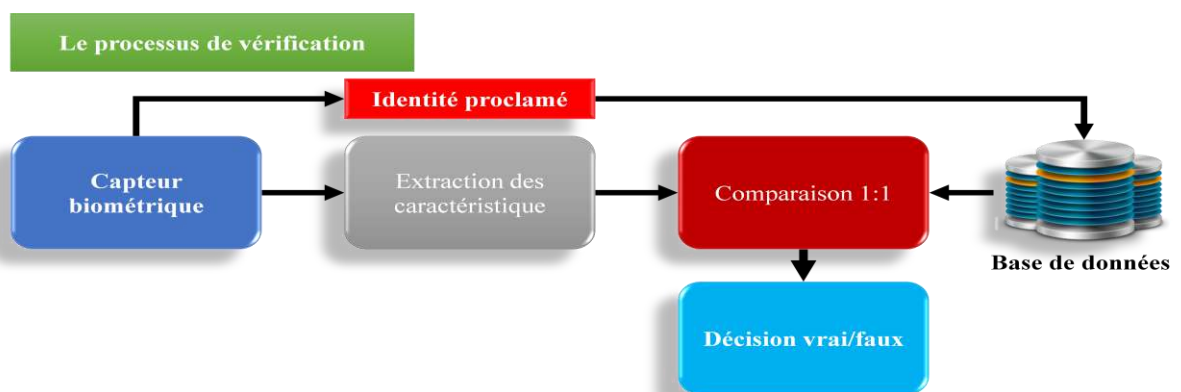 Le processus de vérification
Identité proclamé
Capteur
biométrique
Extraction des
caractéristique
Comparaison 1:1
Base de données
Décision vrai/faux